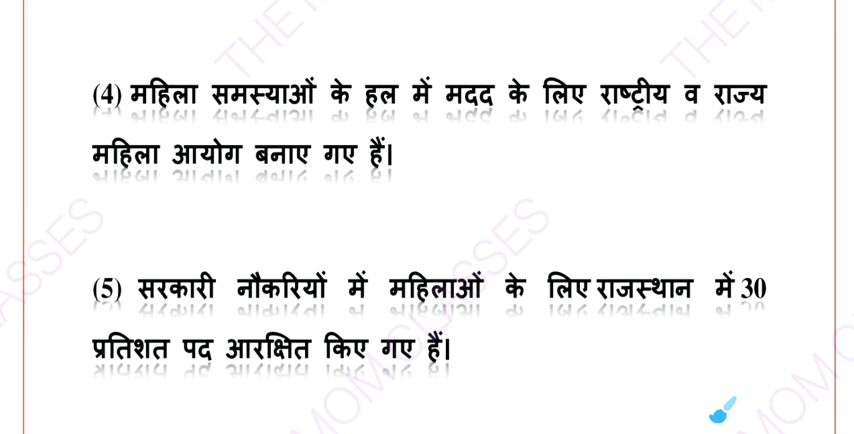 (4) महिला समस्याओं के हल में मदद के लिए राष्ट्रीय व राज्य
महिला आयोग बनाए गए हैं।
(5) सरकारी नौकरियों में महिलाओं के लिए राजस्थान में 30
प्रतिशत पद आरक्षित किए गए हैं।